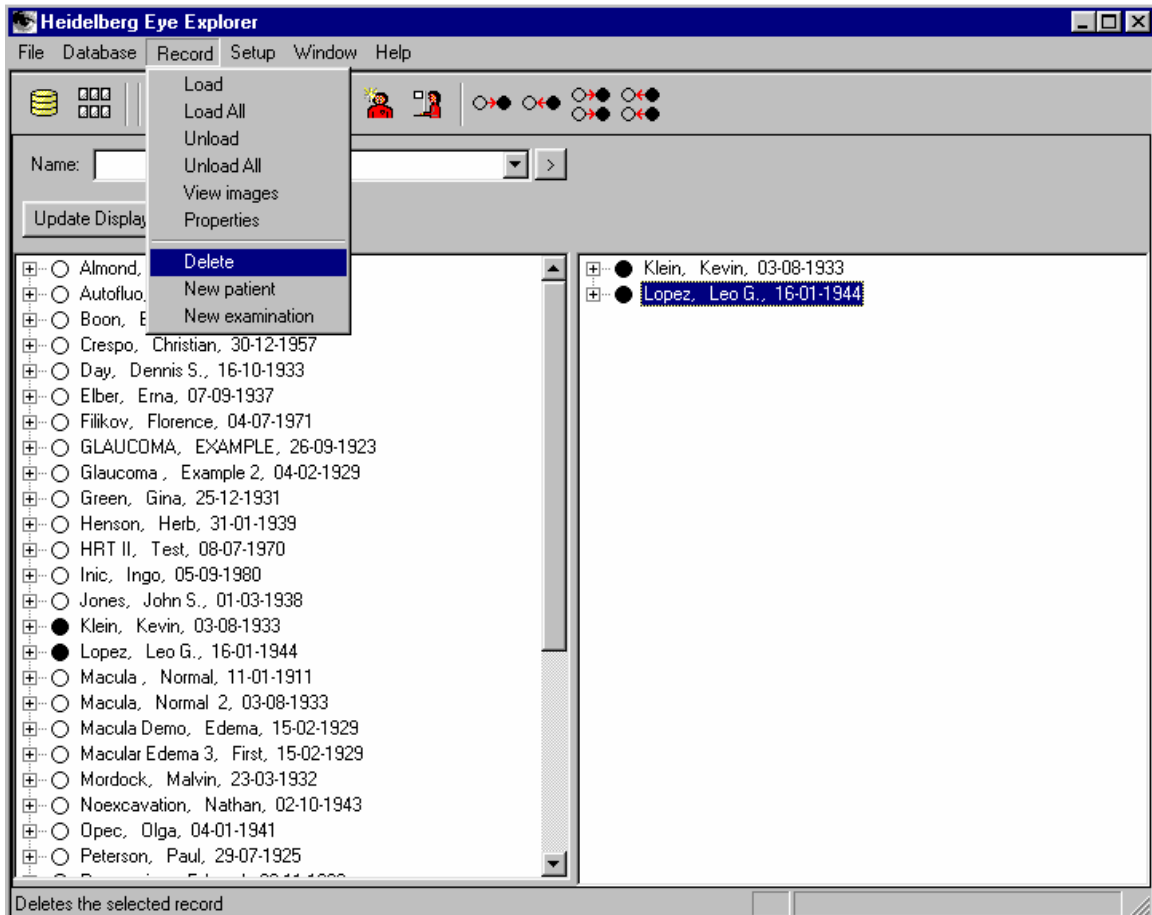 Heidelberg Eye Explorer
File Database Record Setup Window Help
Load
Load All
Unload
Unload All
View images
Properties
Delete
New patient
New examination
Name:
>
Update Display
Almond,
Autofluo
Boon,
Crespo, Christian, 30-12-1957
Day, Dennis S., 16-10-1933
Elber, Erna, 07-09-1937
Filikov, Florence, 04-07-1971
GLAUCOMA, EXAMPLE, 26-09-1923
Glaucoma , Example 2, 04-02-1929
Green, Gina, 25-12-1931
Henson, Herb, 31-01-1939
HRT II, Test, 08-07-1970
Inic, Ingo, 05-09-1980
Jones, John S., 01-03-1938
Klein, Kevin, 03-08-1933
Lopez, Leo G., 16-01-1944
Macula , Normal, 11-01-1911
Macula, Normal 2, 03-08-1933
Macula Demo, Edema, 15-02-1929
Macular Edema 3, First, 15-02-1929
Mordock, Malvin, 23-03-1932
Noexcavation, Nathan, 02-10-1943
Opec, Olga, 04-01-1941
Peterson, Paul, 29-07-1925
Klein, Kevin, 03-08-1933
Lopez, Leo G., 16-01-1944
Deletes the selected record